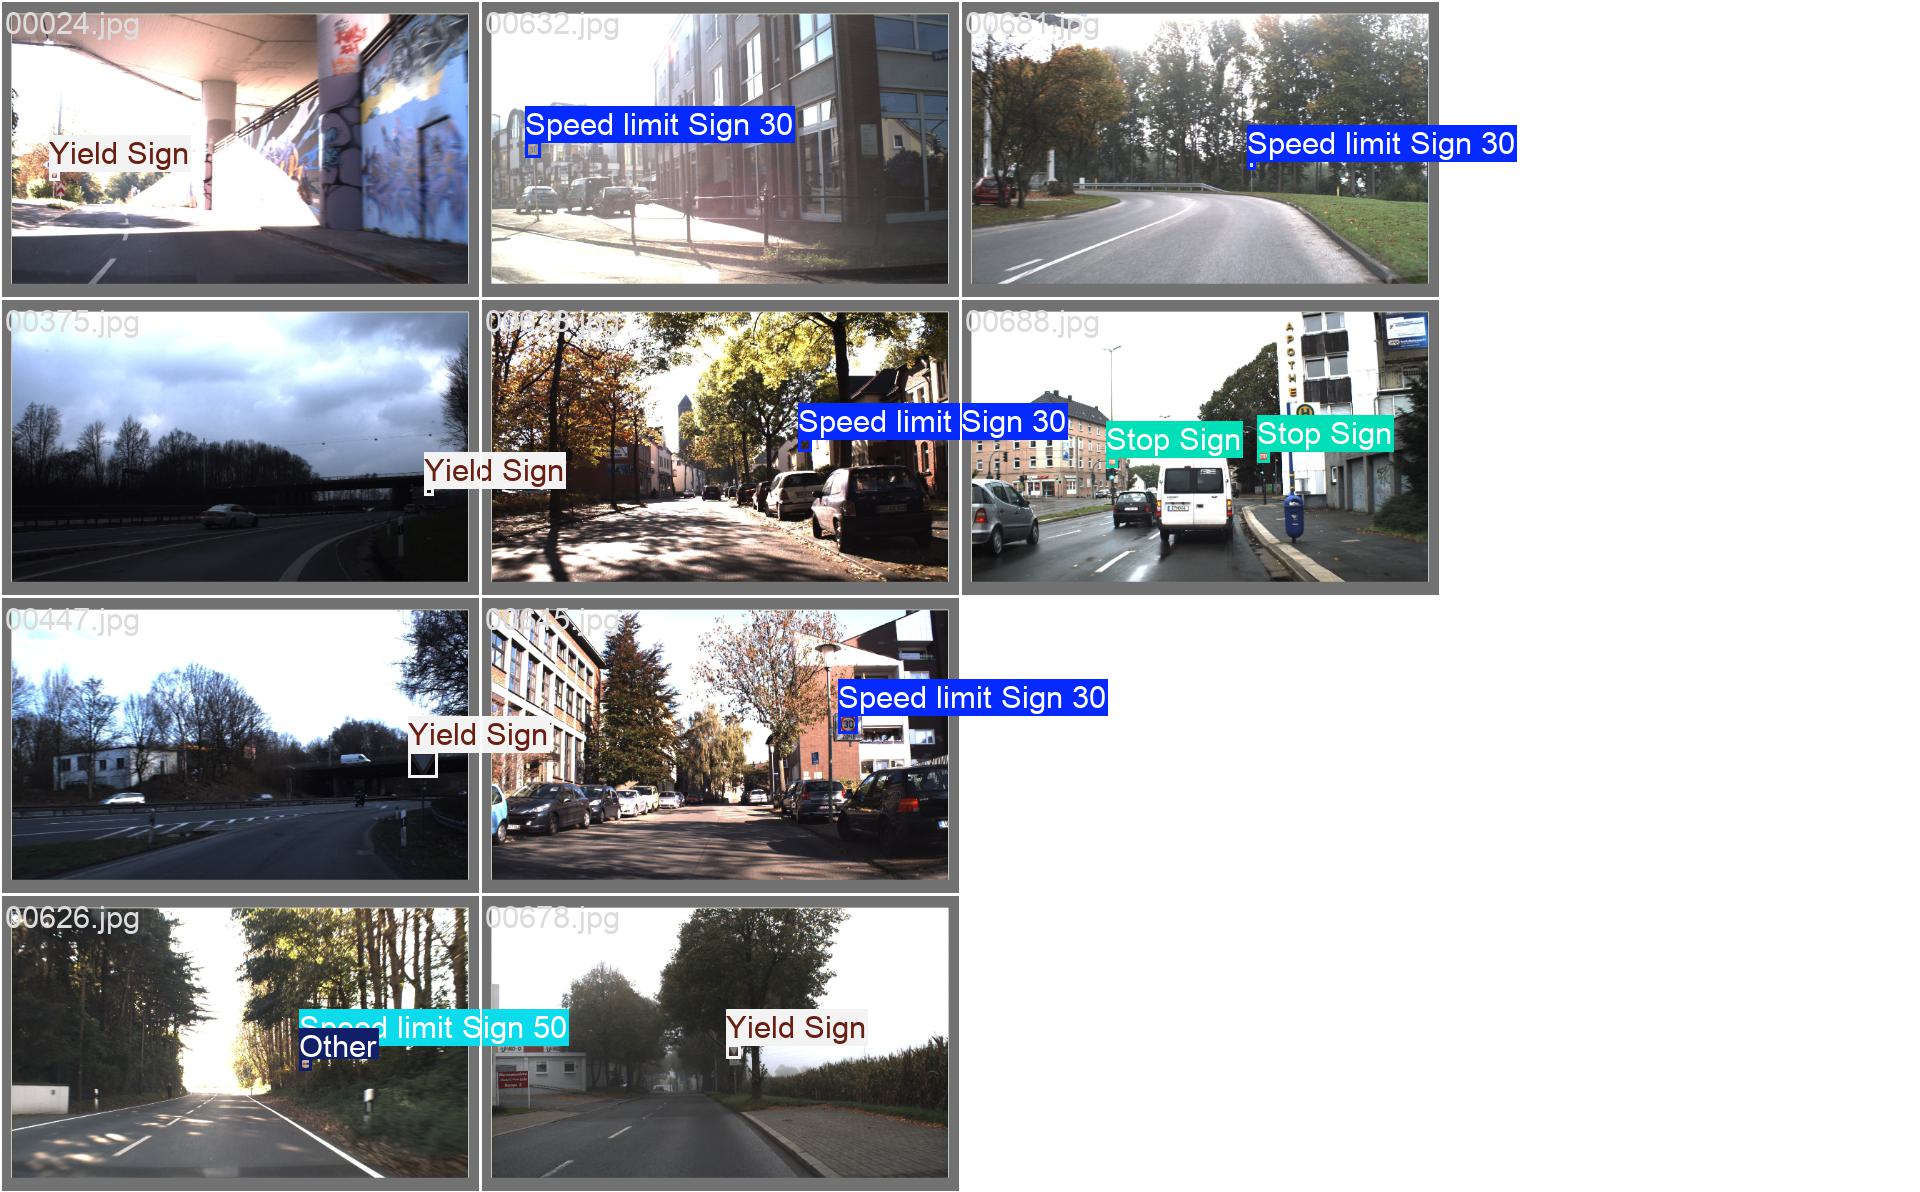 00024.jpg
Yield Sign
00632.jpg
Speed limit Sign 30
00681.jpg
Speed limit Sign 30
00375.jpg
Yield Sign
Speed limit Sign 30
00688.jpg
APOTHE
H
Stop Sign
Stop Sign
00447.jpg
Yield Sign
Speed limit Sign 30
30
00626.jpg
Speed limit Sign 50
Other
00678.jpg
Yield Sign